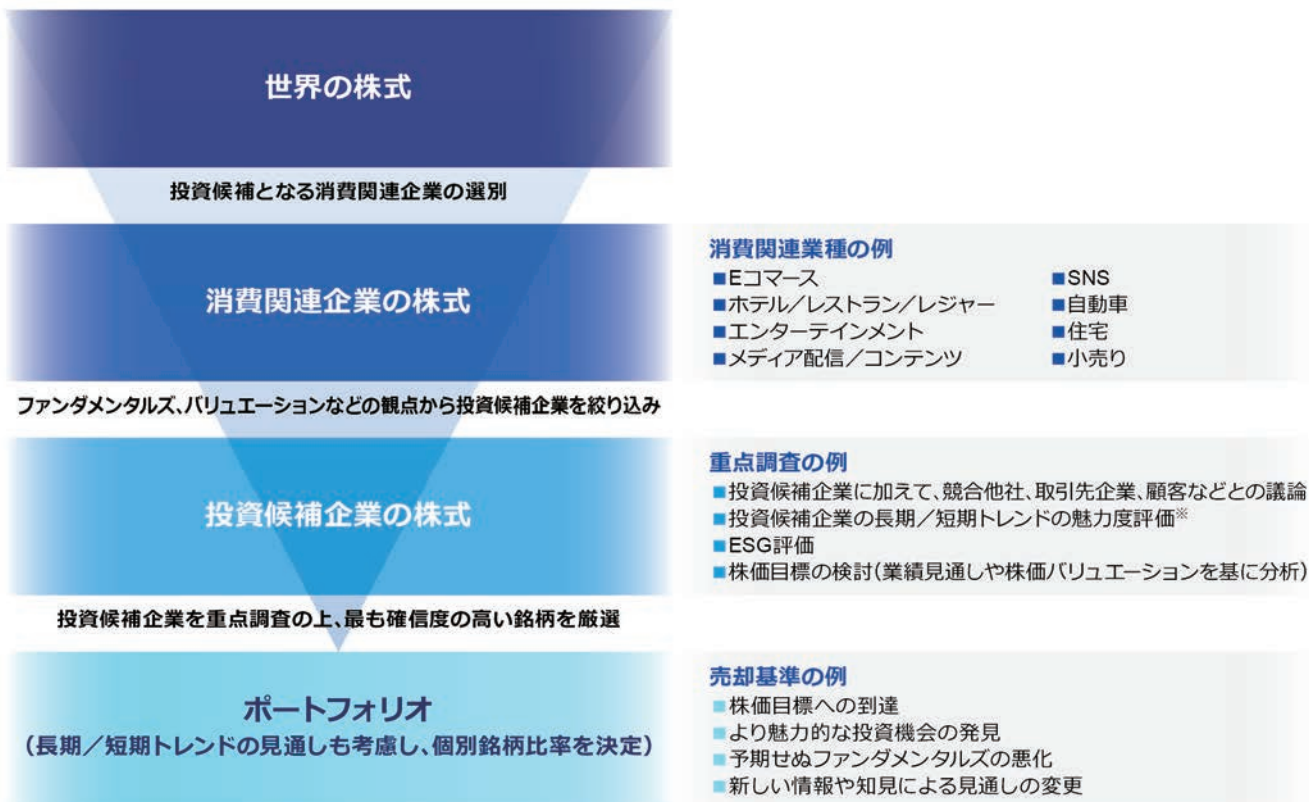 世界の株式
投資候補となる消費関連企業の選別
消費関連企業の株式
消費関連業種の例
■Eコマース
■SNS
■ホテル／レストラン／レジャー
■自動車
■エンターテインメント
■住宅
■メディア配信／コンテンツ
■小売り
ファンダメンタルズ、バリュエーションなどの観点から投資候補企業を絞り込み
投資候補企業の株式
重点調査の例
■投資候補企業に加えて、競合他社、取引先企業、顧客などとの議論
■投資候補企業の長期／短期トレンドの魅力度評価※
■ESG評価
■株価目標の検討(業績見通しや株価バリュエーションを基に分析)
投資候補企業を重点調査の上、最も確信度の高い銘柄を厳選
ポートフォリオ
（長期／短期トレンドの見通しも考慮し、個別銘柄比率を決定）
売却基準の例
■株価目標への到達
■より魅力的な投資機会の発見
■予期せぬファンダメンタルズの悪化
■新しい情報や知見による見通しの変更